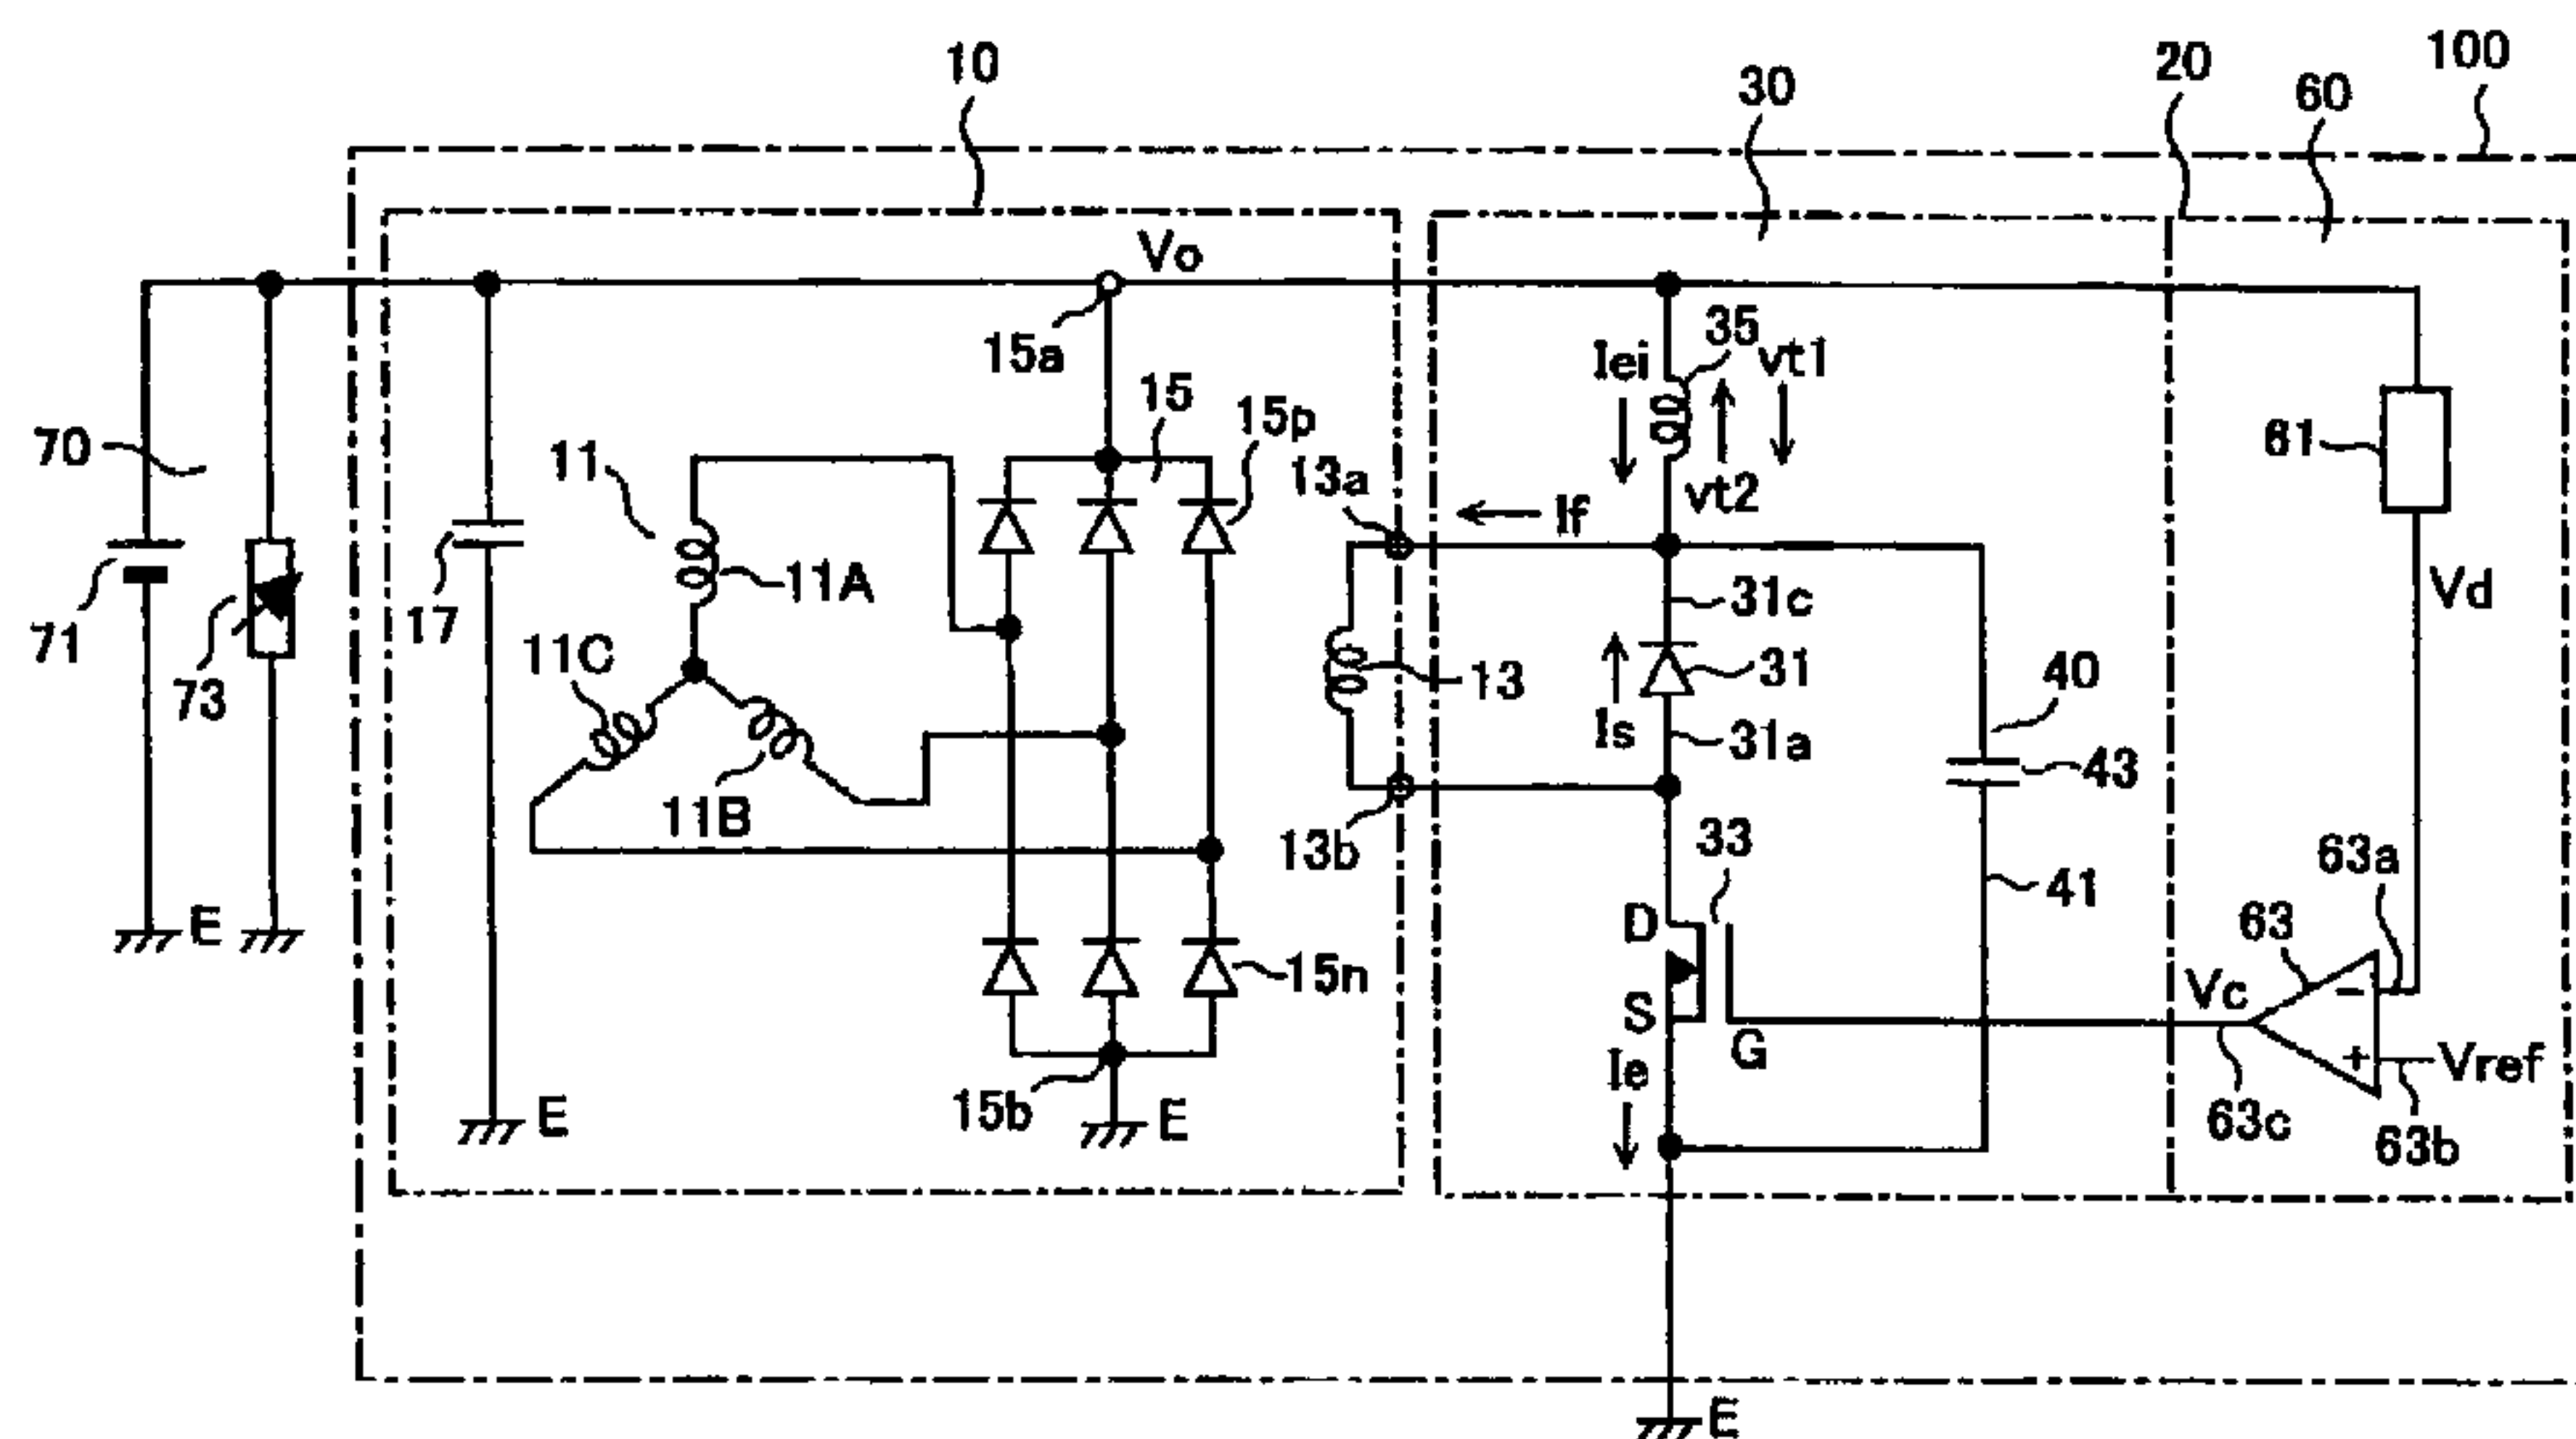 10
30
20
60
100
Vo
15a
35
Iei
vt1
vt2
15
15p
61
70
11
13a
If
11A
31c
Vd
71
17
73
11C
13
31
40
Is
31a
43
11B
13b
33
63a
41
D
63
E
15n
Vc
S
G
Vref
Ie
15b
E
E
63c
63b
E